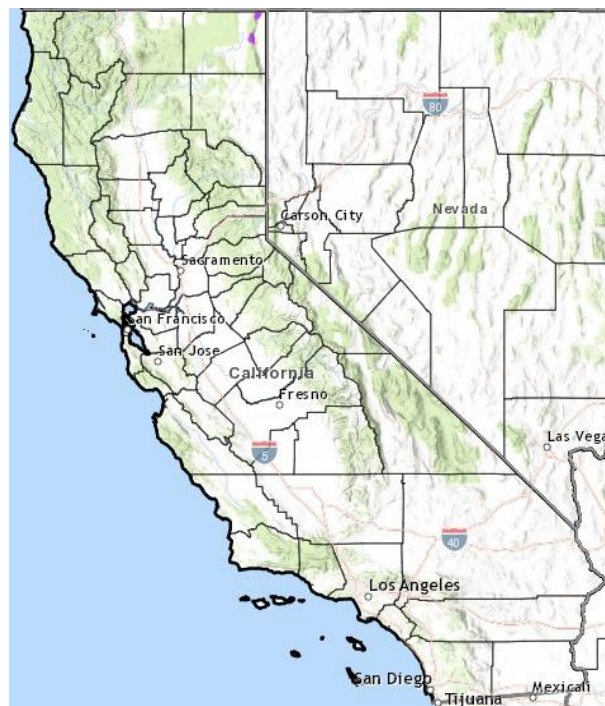 80
Carson City
Nevada
Sacramento
San Francisco
San Jose
California
Fresno
Las Vega
5
40
Los Angeles
San Diego
Mexicali
Tijuana